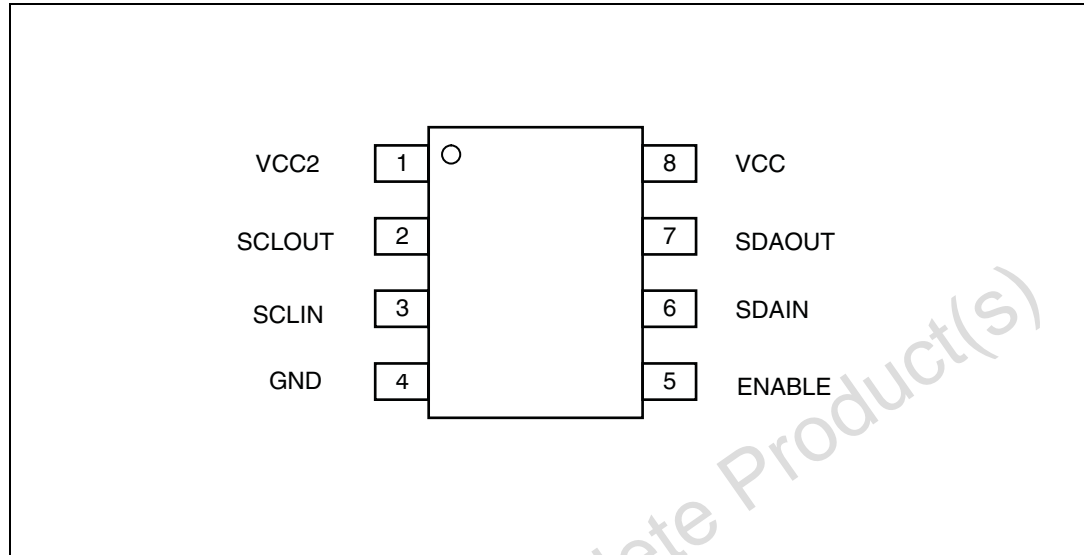 VCC2 1 8 VCC
SCLOUT 2 7 SDAOUT
SCLIN 3 6 SDAIN
GND 4 5 ENABLE
Product(s)